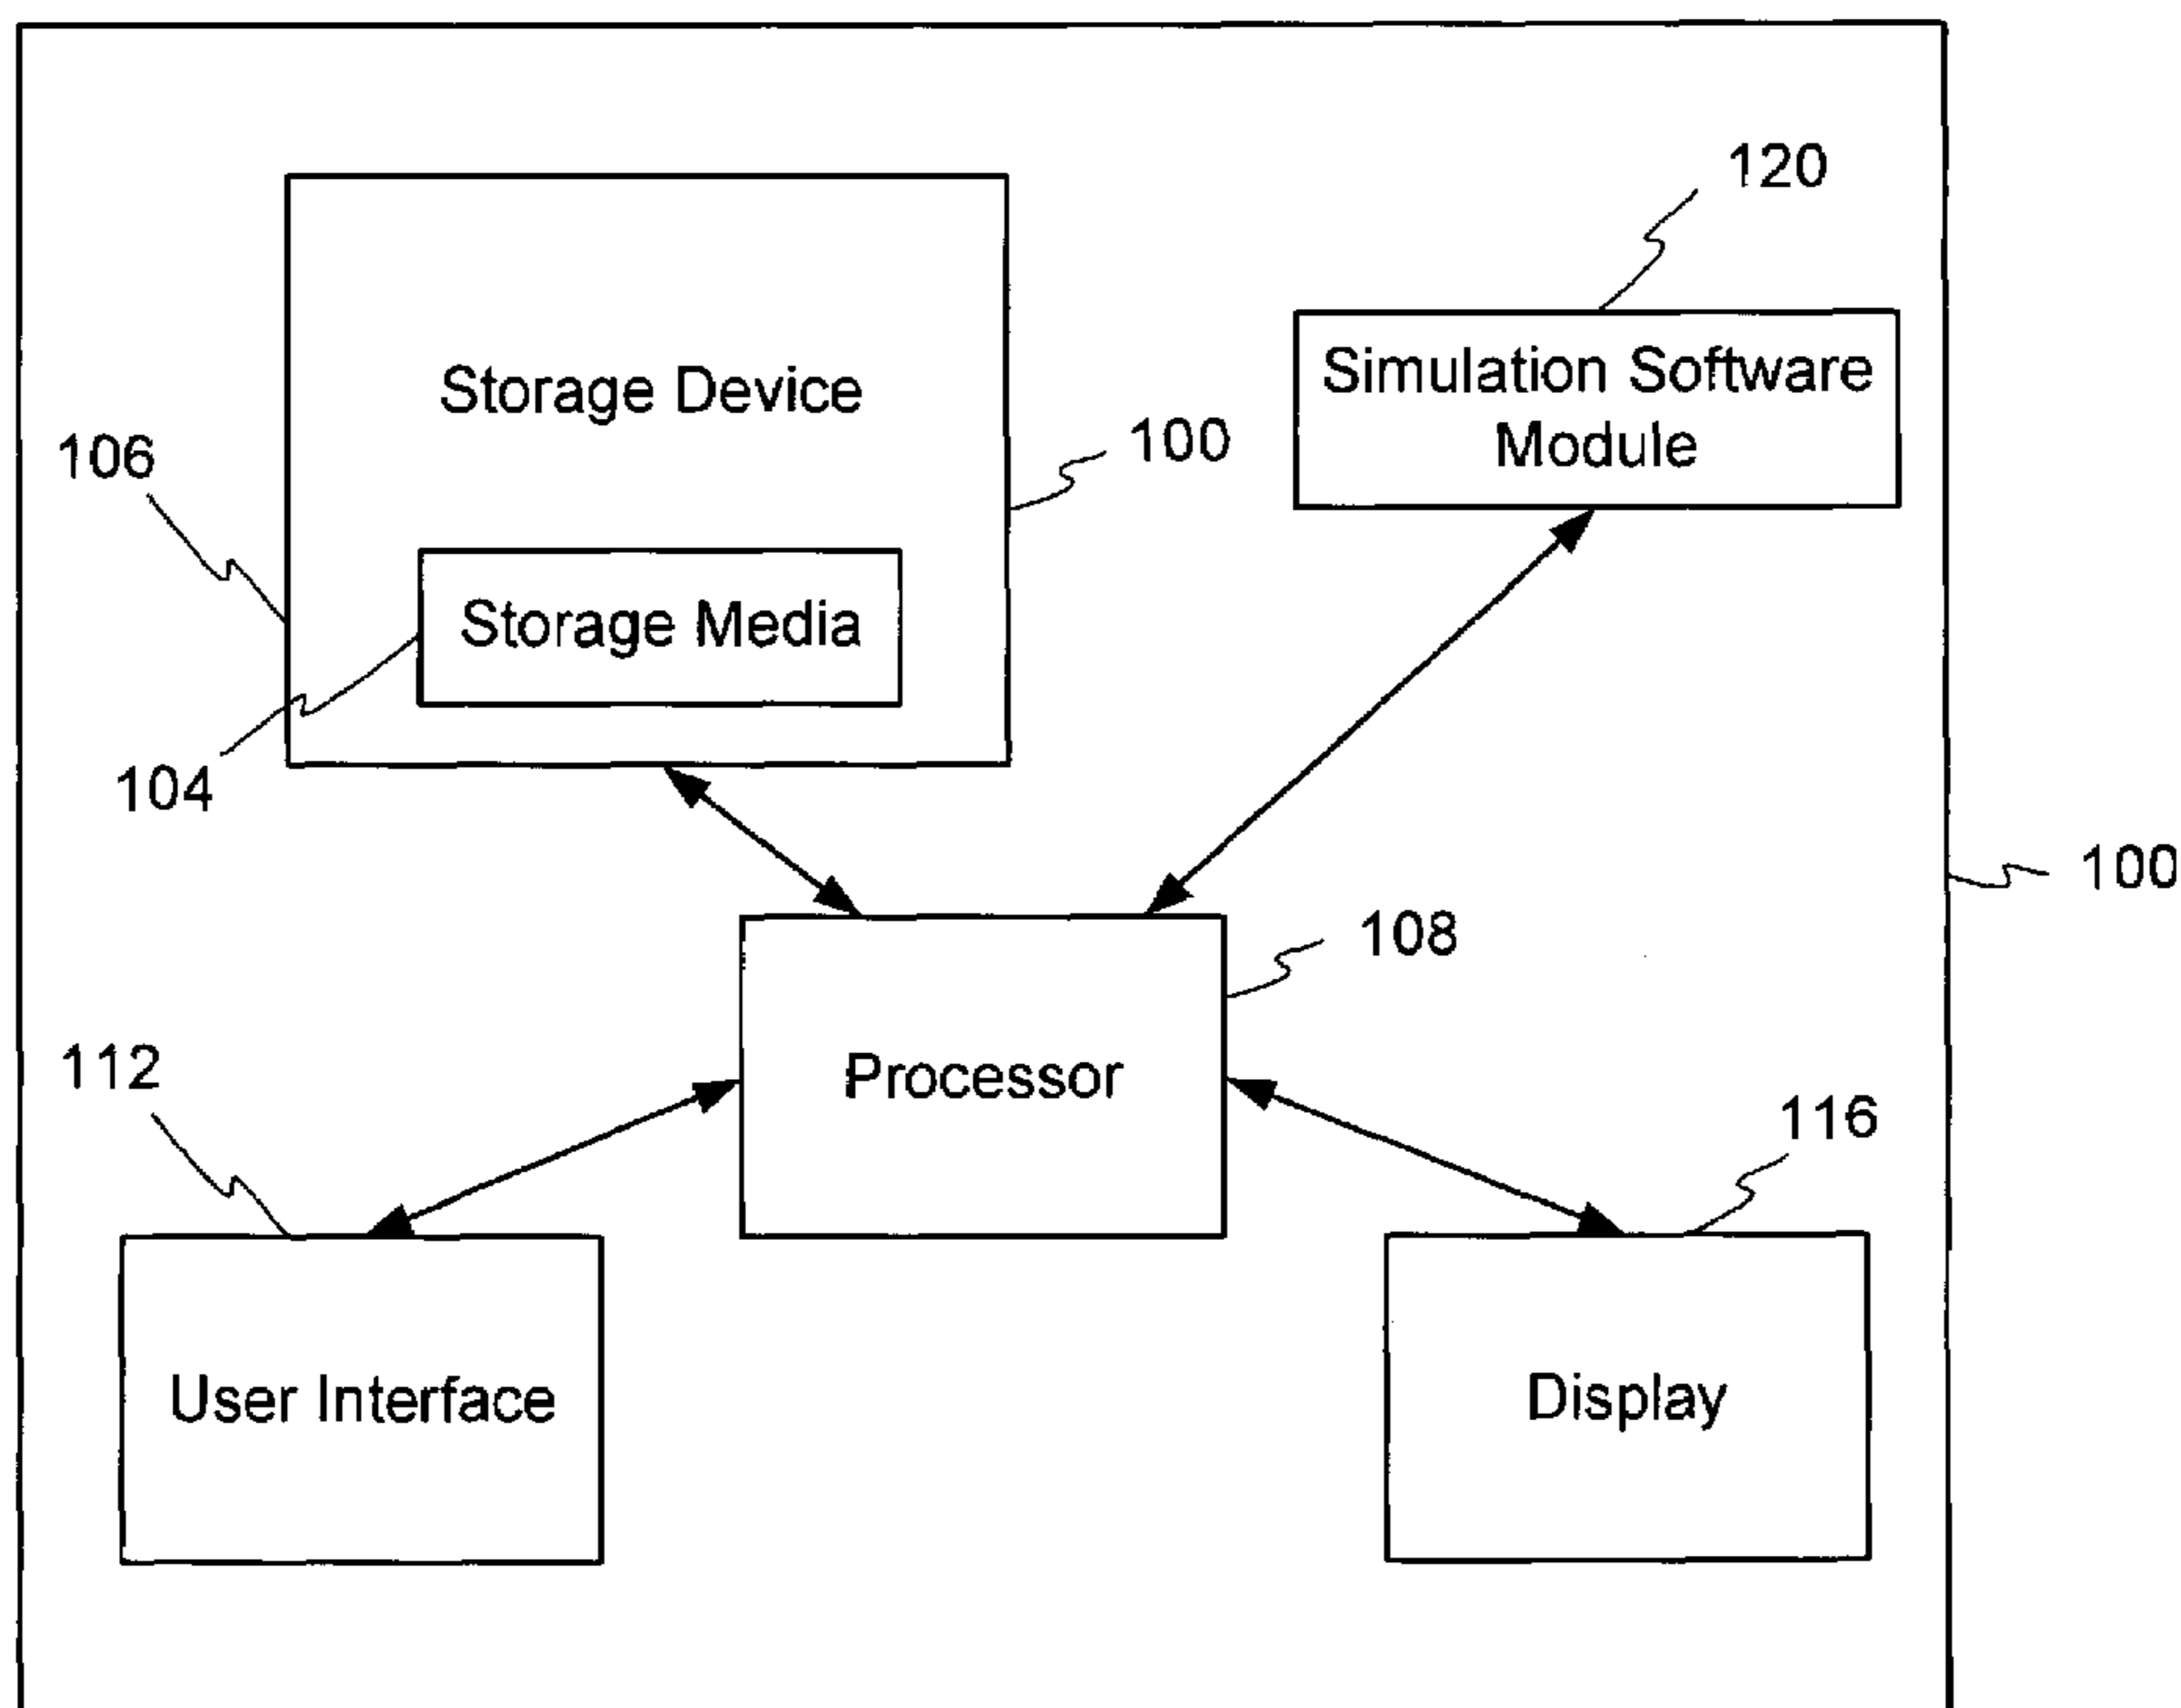 120
Storage Device
Simulation Software
Module
106
100
Storage Media
104
100
108
112
Processor
116
User Interface
Display